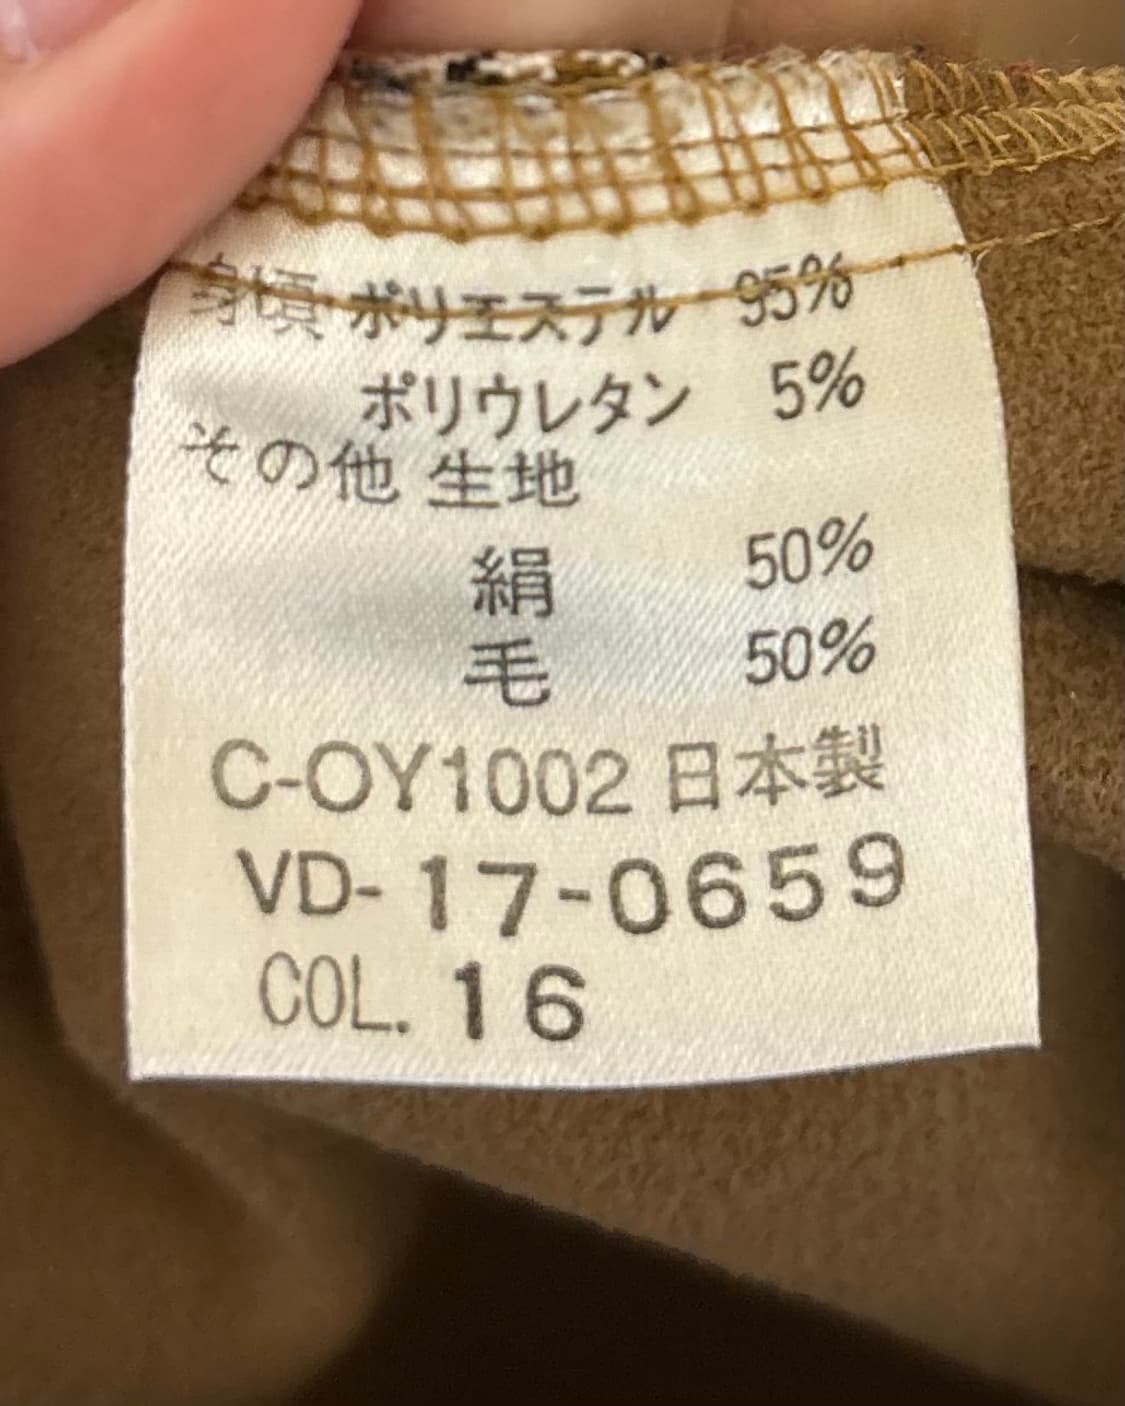 身頃 ポリエステル 95%
ポリウレタン 5%
その他 生地
絹 50%
毛 50%
C-OY1002 日本製
VD-17-0659
COL. 16